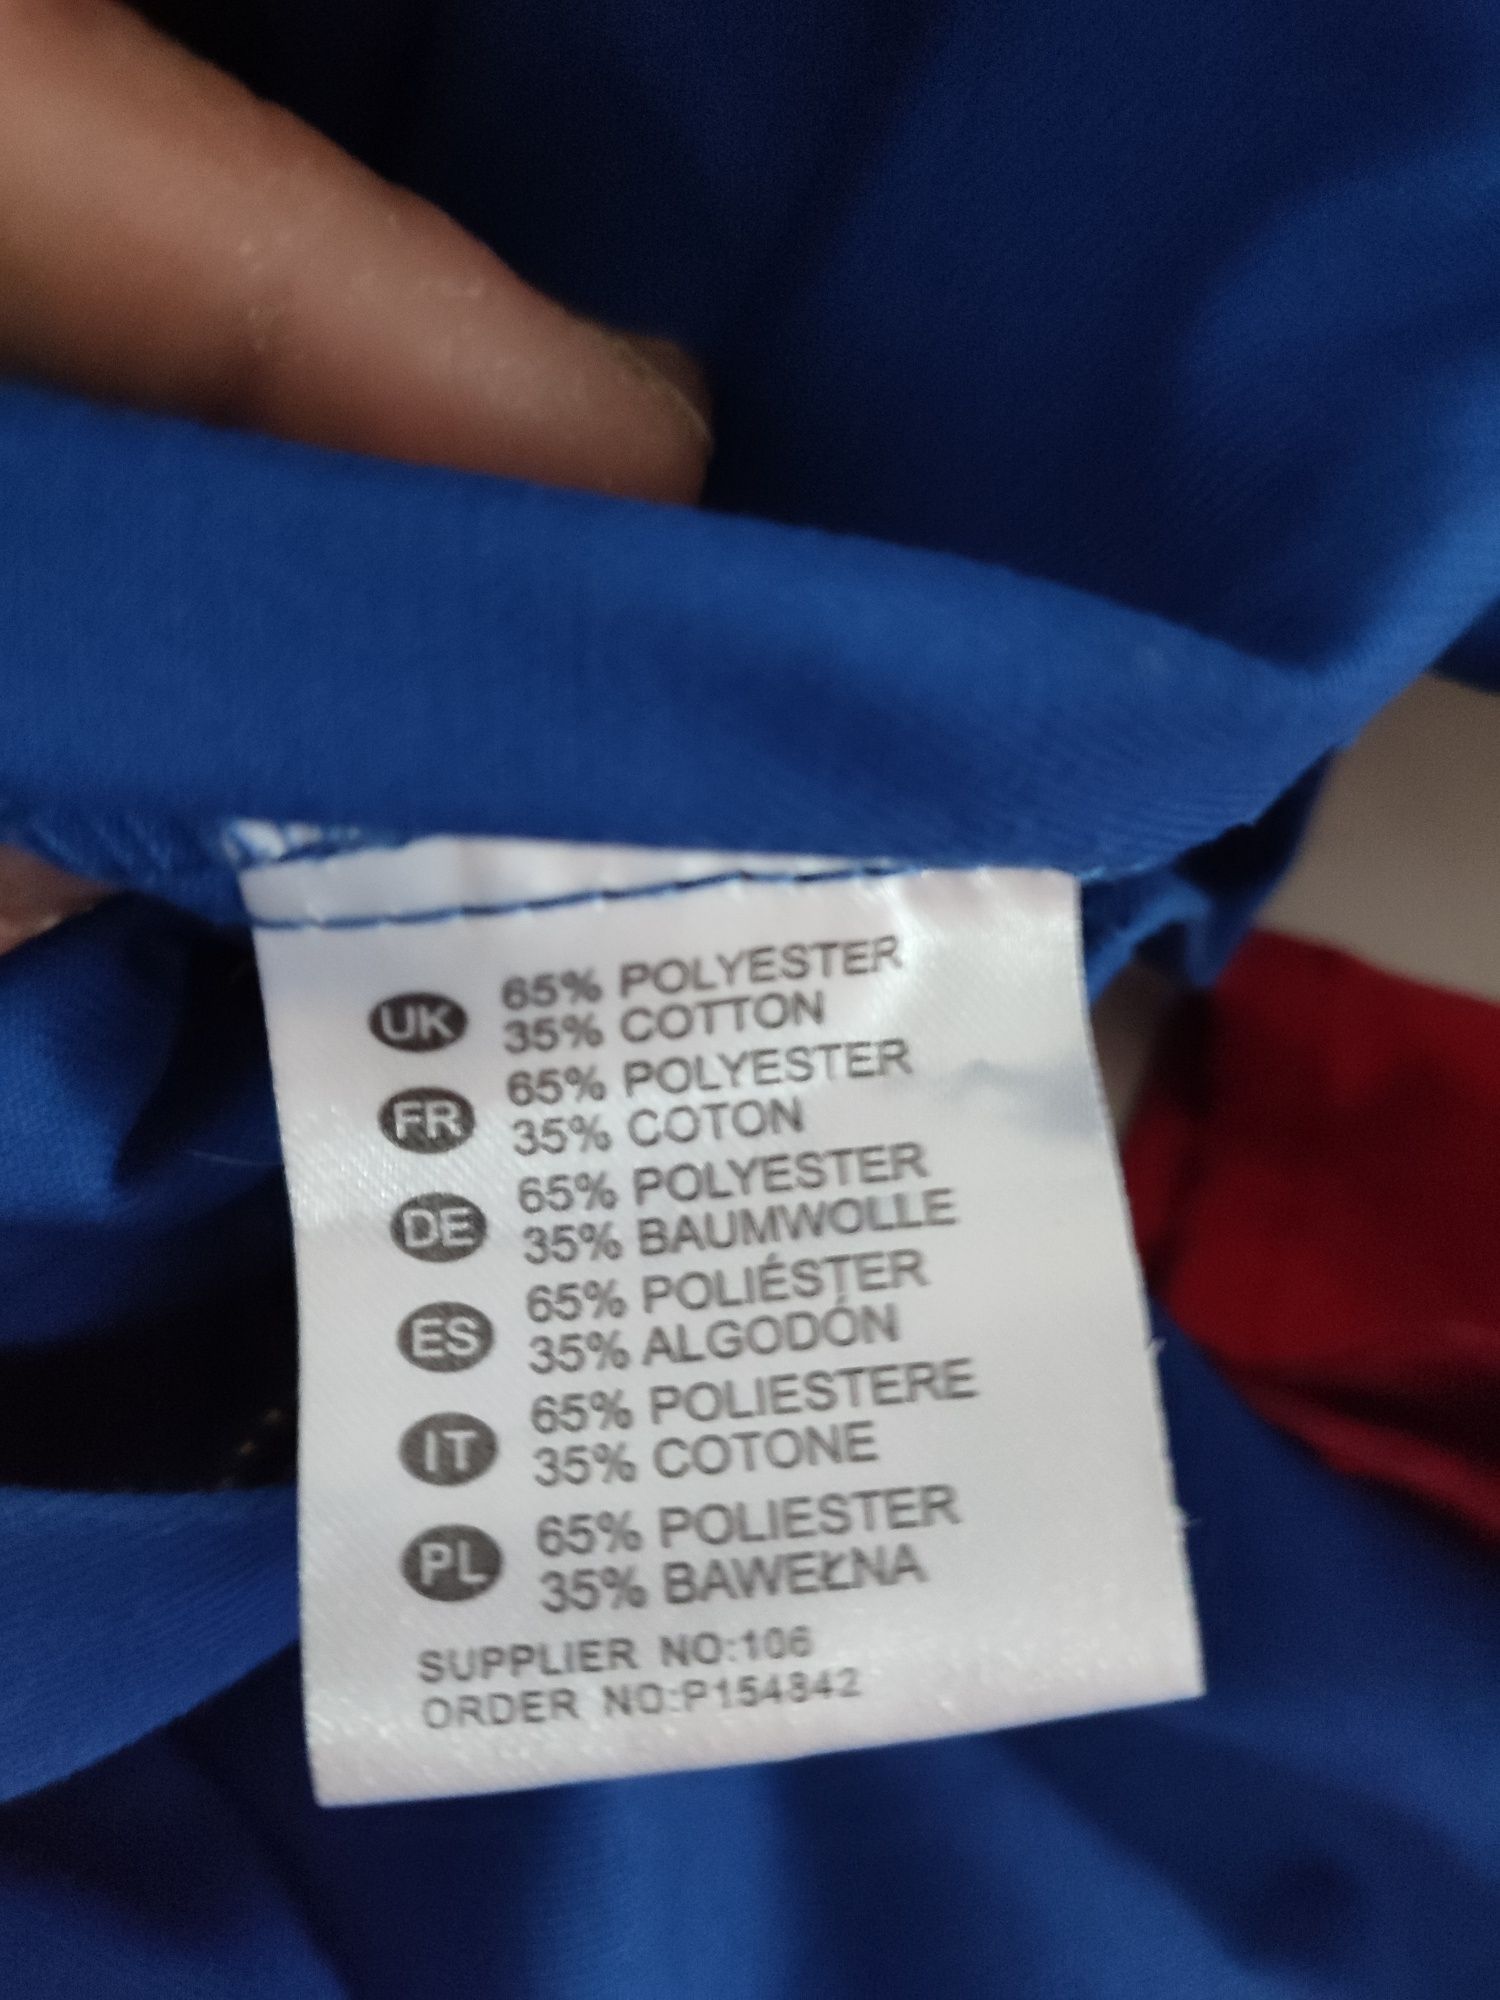 UK 65% POLYESTER
35% COTTON
FR 65% POLYESTER
35% COTON
DE 65% POLYESTER
35% BAUMWOLLE
ES 65% POLIÉSTER
35% ALGODÓN
IT 65% POLIESTERE
35% COTONE
PL 65% POLIESTER
35% BAWEŁNA
SUPPLIER NO:106
ORDER NO:P154842